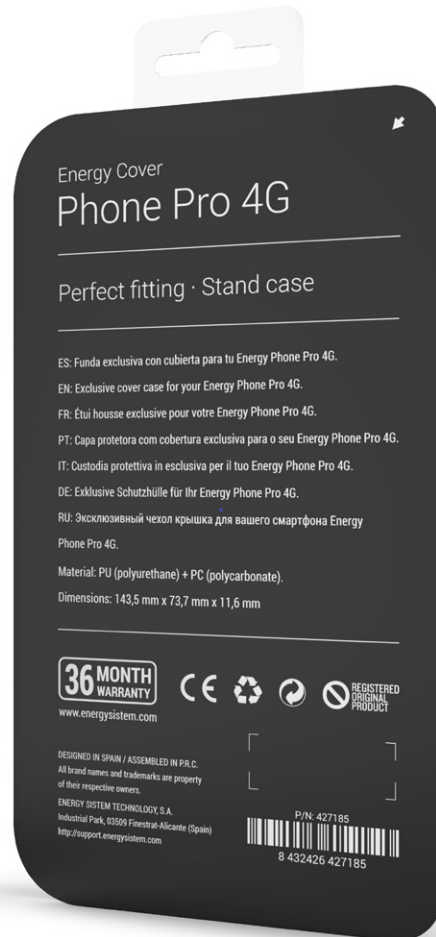 Energy Cover
Phone Pro 4G
Perfect fitting · Stand case
ES: Funda exclusiva con cubierta para tu Energy Phone Pro 4G.
EN: Exclusive cover case for your Energy Phone Pro 4G.
FR: Étui housse exclusive pour votre Energy Phone Pro 4G.
PT: Capa protetora com cobertura exclusiva para o seu Energy Phone Pro 4G.
IT: Custodia protettiva in esclusiva per il tuo Energy Phone Pro 4G.
DE: Exklusive Schutzhülle für Ihr Energy Phone Pro 4G.
RU: Эксклюзивный чехол крышка для вашего смартфона Energy
Phone Pro 4G.
Material: PU (polyurethane) + PC (polycarbonate).
Dimensions: 143,5 mm x 73,7 mm x 11,6 mm
36 MONTH
WARRANTY
CE
REGISTERED
ORIGINAL
PRODUCT
www.energysistem.com
DESIGNED IN SPAIN / ASSEMBLED IN P.R.C.
All brand names and trademarks are property
of their respective owners.
ENERGY SISTEM TECHNOLOGY, S.A.
Industrial Park, 03509 Finestrat-Alicante (Spain)
http://support.energysistem.com
P/N: 427185
8 432426 427185